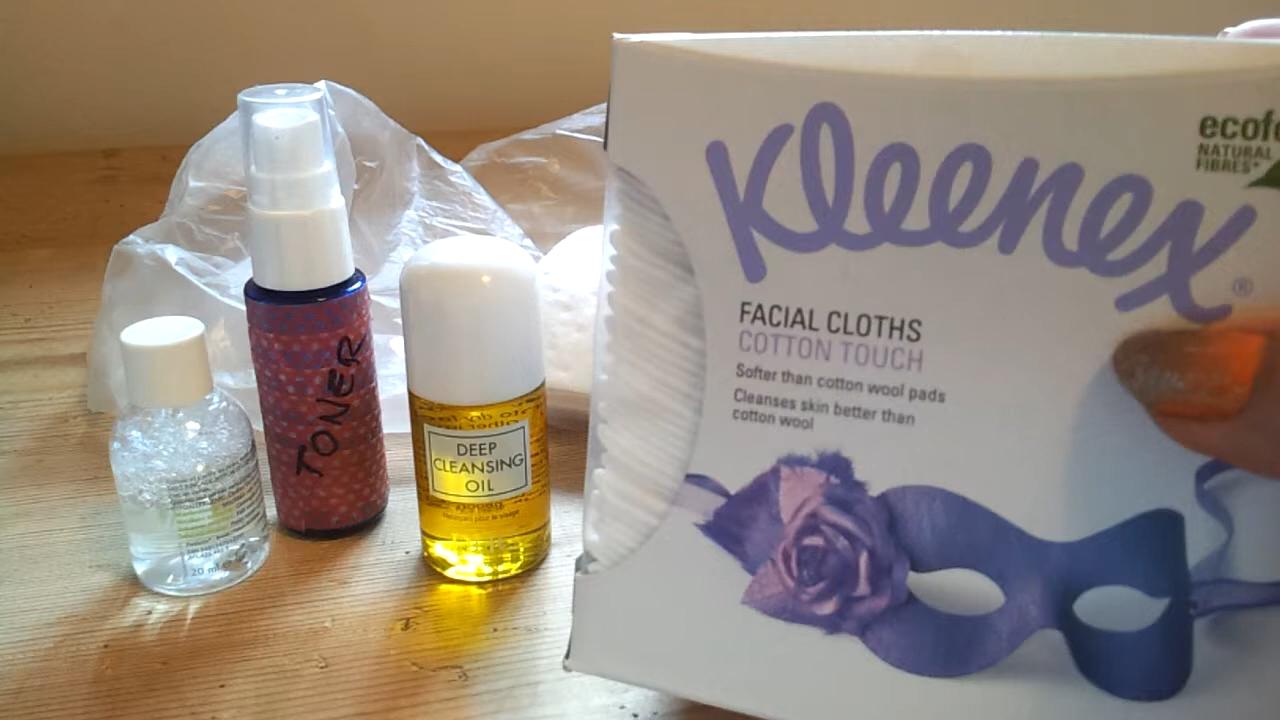 Kleenex®
ecof
NATURAL
FIBRES*
FACIAL CLOTHS
COTTON TOUCH
Softer than cotton wool pads
Cleanses skin better than
cotton wool
TONER
DEEP
CLEANSING
OIL
20 ml